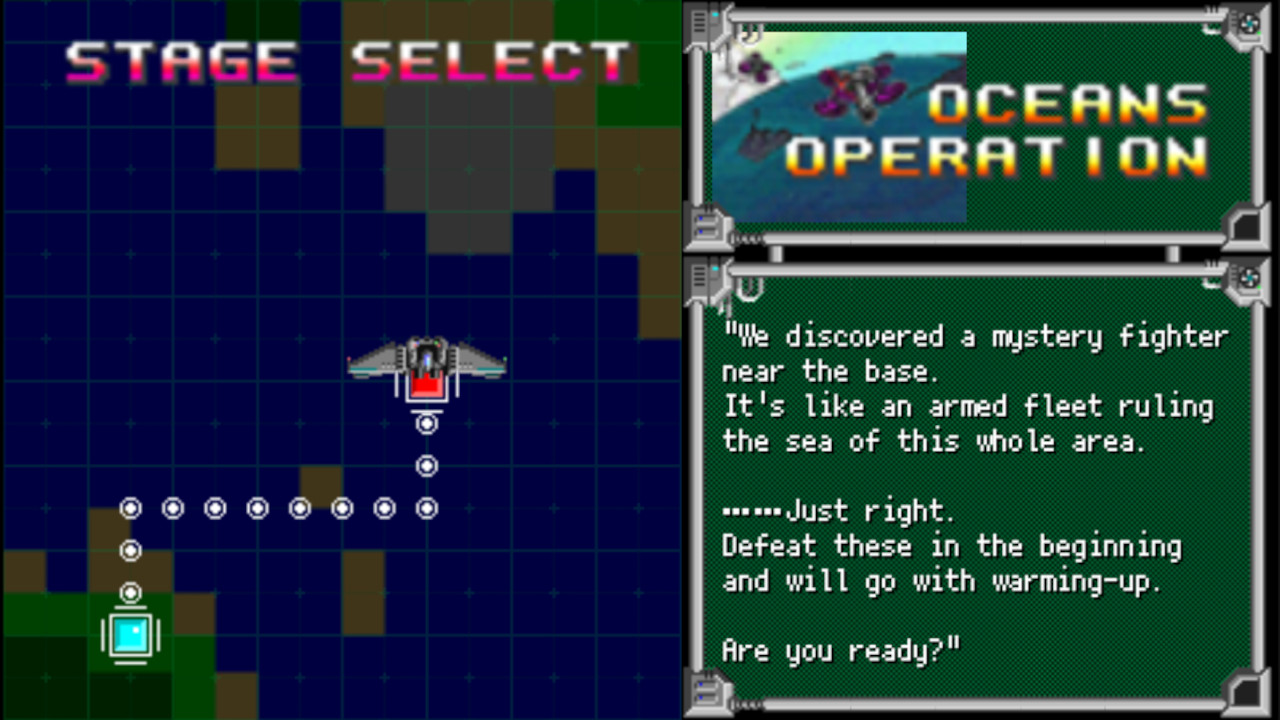 STAGE SELECT
OCEANS
OPERATION
"We discovered a mystery fighter
near the base.
It's like an armed fleet ruling
the sea of this whole area.
⋯⋯Just right.
Defeat these in the beginning
and will go with warming-up.
Are you ready?"